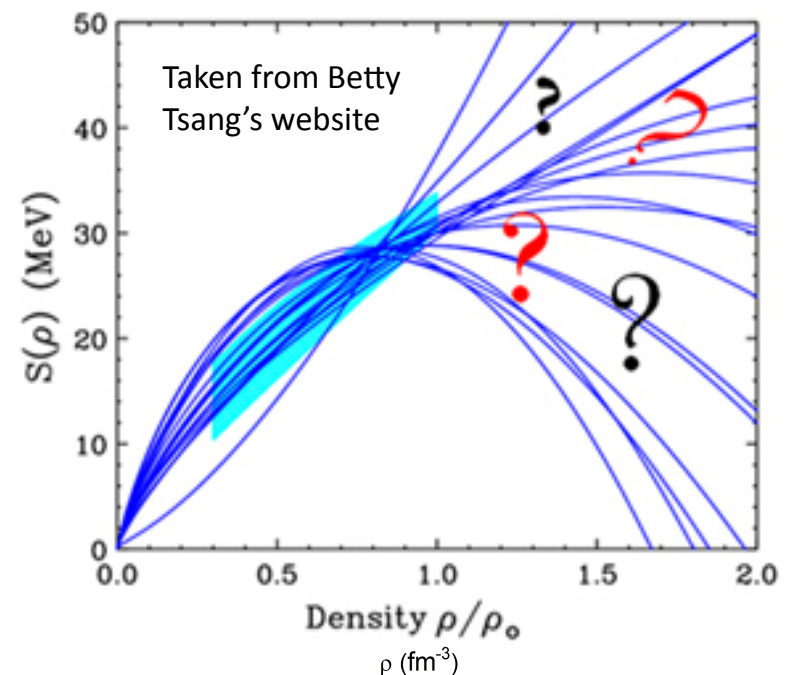 50
Taken from Betty
Tsang's website
?
?
40
S(ρ) (MeV)
30
?
?
20
10
0
0.0 0.5 1.0 1.5 2.0
Density ρ/ρ₀
ρ (fm⁻³)